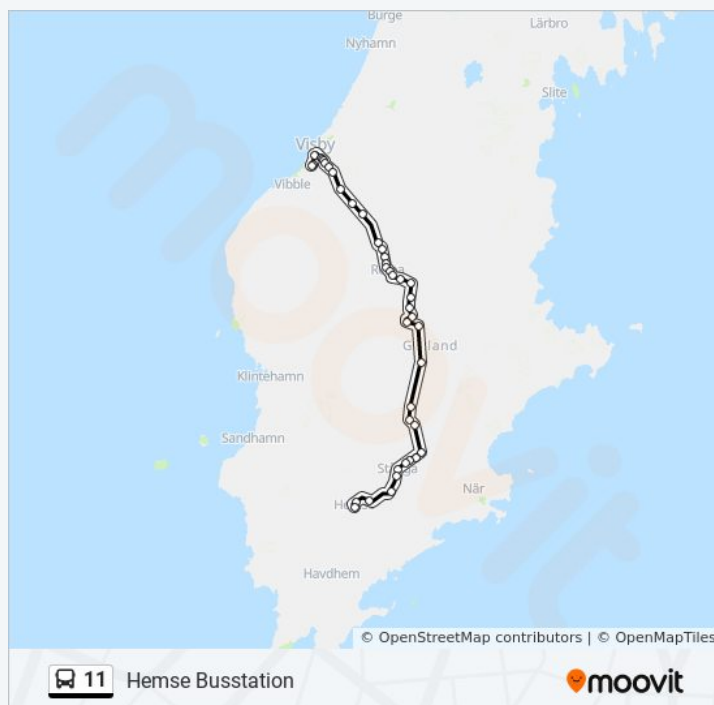 Burge
Lärbro
Nyhamn
Slite
Visby
Vibble
Roma
Gotland
Klintehamn
Sandhamn
Stånga
När
Hemse
Havdhem
© OpenStreetMap contributors | © OpenMapTiles
11 Hemse Busstation
moovit
moovit